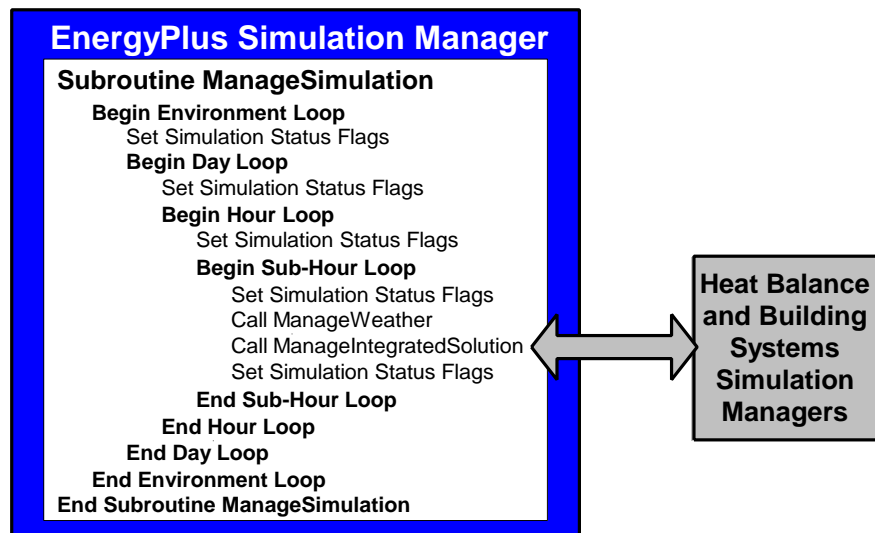 EnergyPlus Simulation Manager
Subroutine ManageSimulation
Begin Environment Loop
Set Simulation Status Flags
Begin Day Loop
Set Simulation Status Flags
Begin Hour Loop
Set Simulation Status Flags
Begin Sub-Hour Loop
Set Simulation Status Flags
Call ManageWeather
Call ManageIntegratedSolution
Set Simulation Status Flags
End Sub-Hour Loop
End Hour Loop
End Day Loop
End Environment Loop
End Subroutine ManageSimulation
Heat Balance
and Building
Systems
Simulation
Managers